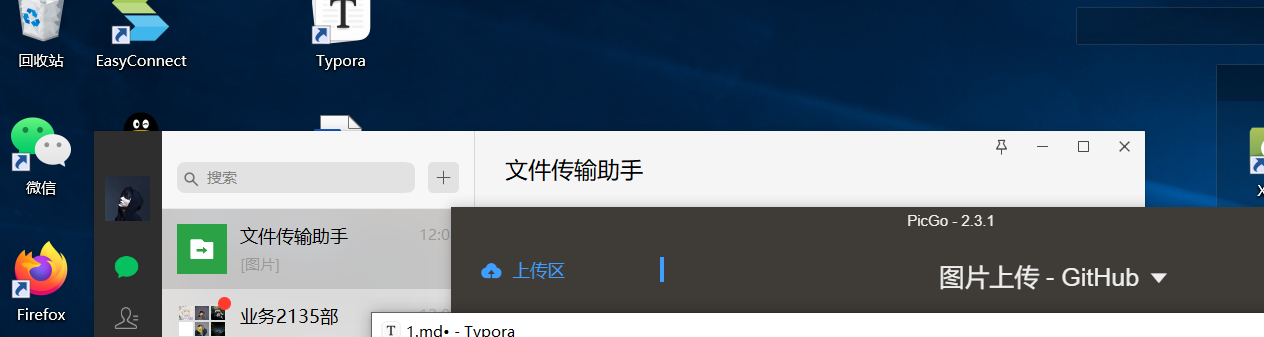 回收站
EasyConnect
Typora
微信
Firefox
搜索
文件传输助手
文件传输助手
[图片]
业务2135部
PicGo - 2.3.1
上传区
图片上传 - GitHub
1.md• - Typora